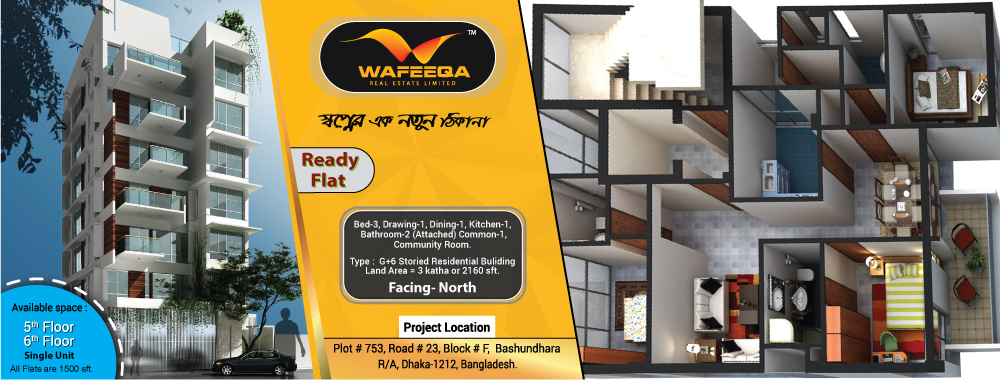 WAFEEQA
TM
REAL ESTATE LIMITED
স্বপ্নের এক নতুন ঠিকানা
Ready
Flat
Bed-3, Drawing-1, Dining-1, Kitchen-1,
Bathroom-2 (Attached) Common-1,
Community Room.
Type : G+6 Storied Residential Buliding
Land Area = 3 katha or 2160 sft.
Facing- North
Project Location
Plot # 753, Road # 23, Block # F, Bashundhara
R/A, Dhaka-1212, Bangladesh.
Available space :
5th Floor
6th Floor
Single Unit
All Flats are 1500 sft.